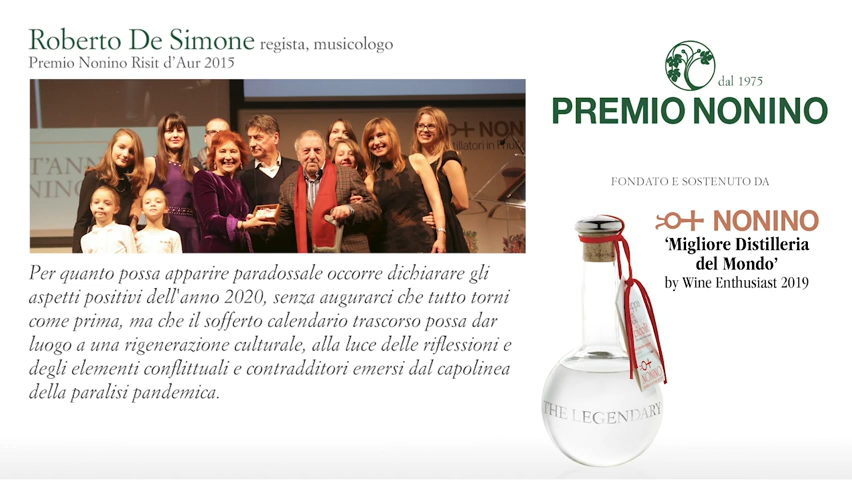 Roberto De Simone regista, musicologo
Premio Nonino Risit d'Aur 2015
NONINO
Per quanto possa apparire paradossale occorre dichiarare gli
aspetti positivi dell'anno 2020, senza augurarci che tutto torni
come prima, ma che il sofferto calendario trascorso possa dar
luogo a una rigenerazione culturale, alla luce delle riflessioni e
degli elementi conflittuali e contradditori emersi dal capolinea
della paralisi pandemica.
dal 1975
PREMIO NONINO
FONDATO E SOSTENUTO DA
NONINO
'Migliore Distilleria
del Mondo'
by Wine Enthusiast 2019
NONINO
THE LEGENDARY